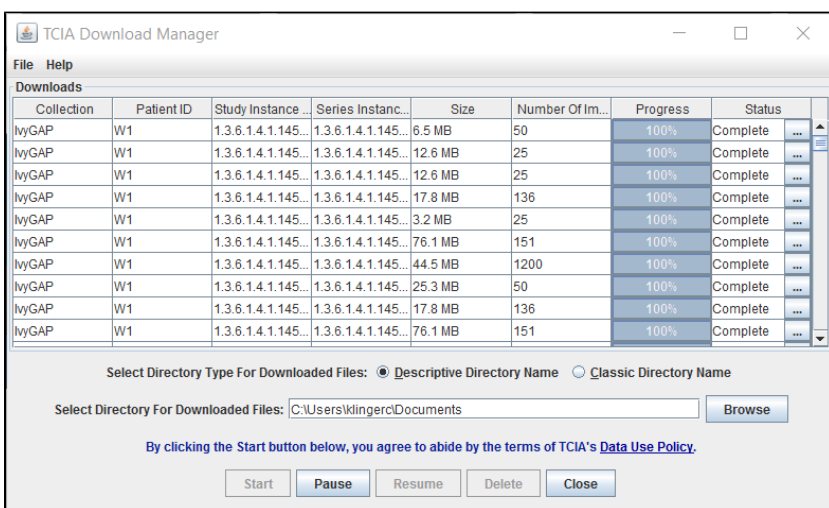 TCIA Download Manager
File Help
Downloads
Collection Patient ID Study Instance ... Series Instanc... Size Number Of Im... Progress Status
IvyGAP W1 1.3.6.1.4.1.145... 1.3.6.1.4.1.145... 6.5 MB 50 100% Complete ...
IvyGAP W1 1.3.6.1.4.1.145... 1.3.6.1.4.1.145... 12.6 MB 25 100% Complete ...
IvyGAP W1 1.3.6.1.4.1.145... 1.3.6.1.4.1.145... 12.6 MB 25 100% Complete ...
IvyGAP W1 1.3.6.1.4.1.145... 1.3.6.1.4.1.145... 17.8 MB 136 100% Complete ...
IvyGAP W1 1.3.6.1.4.1.145... 1.3.6.1.4.1.145... 3.2 MB 25 100% Complete ...
IvyGAP W1 1.3.6.1.4.1.145... 1.3.6.1.4.1.145... 76.1 MB 151 100% Complete ...
IvyGAP W1 1.3.6.1.4.1.145... 1.3.6.1.4.1.145... 44.5 MB 1200 100% Complete ...
IvyGAP W1 1.3.6.1.4.1.145... 1.3.6.1.4.1.145... 25.3 MB 50 100% Complete ...
IvyGAP W1 1.3.6.1.4.1.145... 1.3.6.1.4.1.145... 17.8 MB 136 100% Complete ...
IvyGAP W1 1.3.6.1.4.1.145... 1.3.6.1.4.1.145... 76.1 MB 151 100% Complete ...
Select Directory Type For Downloaded Files: Descriptive Directory Name Classic Directory Name
Select Directory For Downloaded Files: C:\Users\klingerc\Documents Browse
By clicking the Start button below, you agree to abide by the terms of TCIA's Data Use Policy.
Start Pause Resume Delete Close